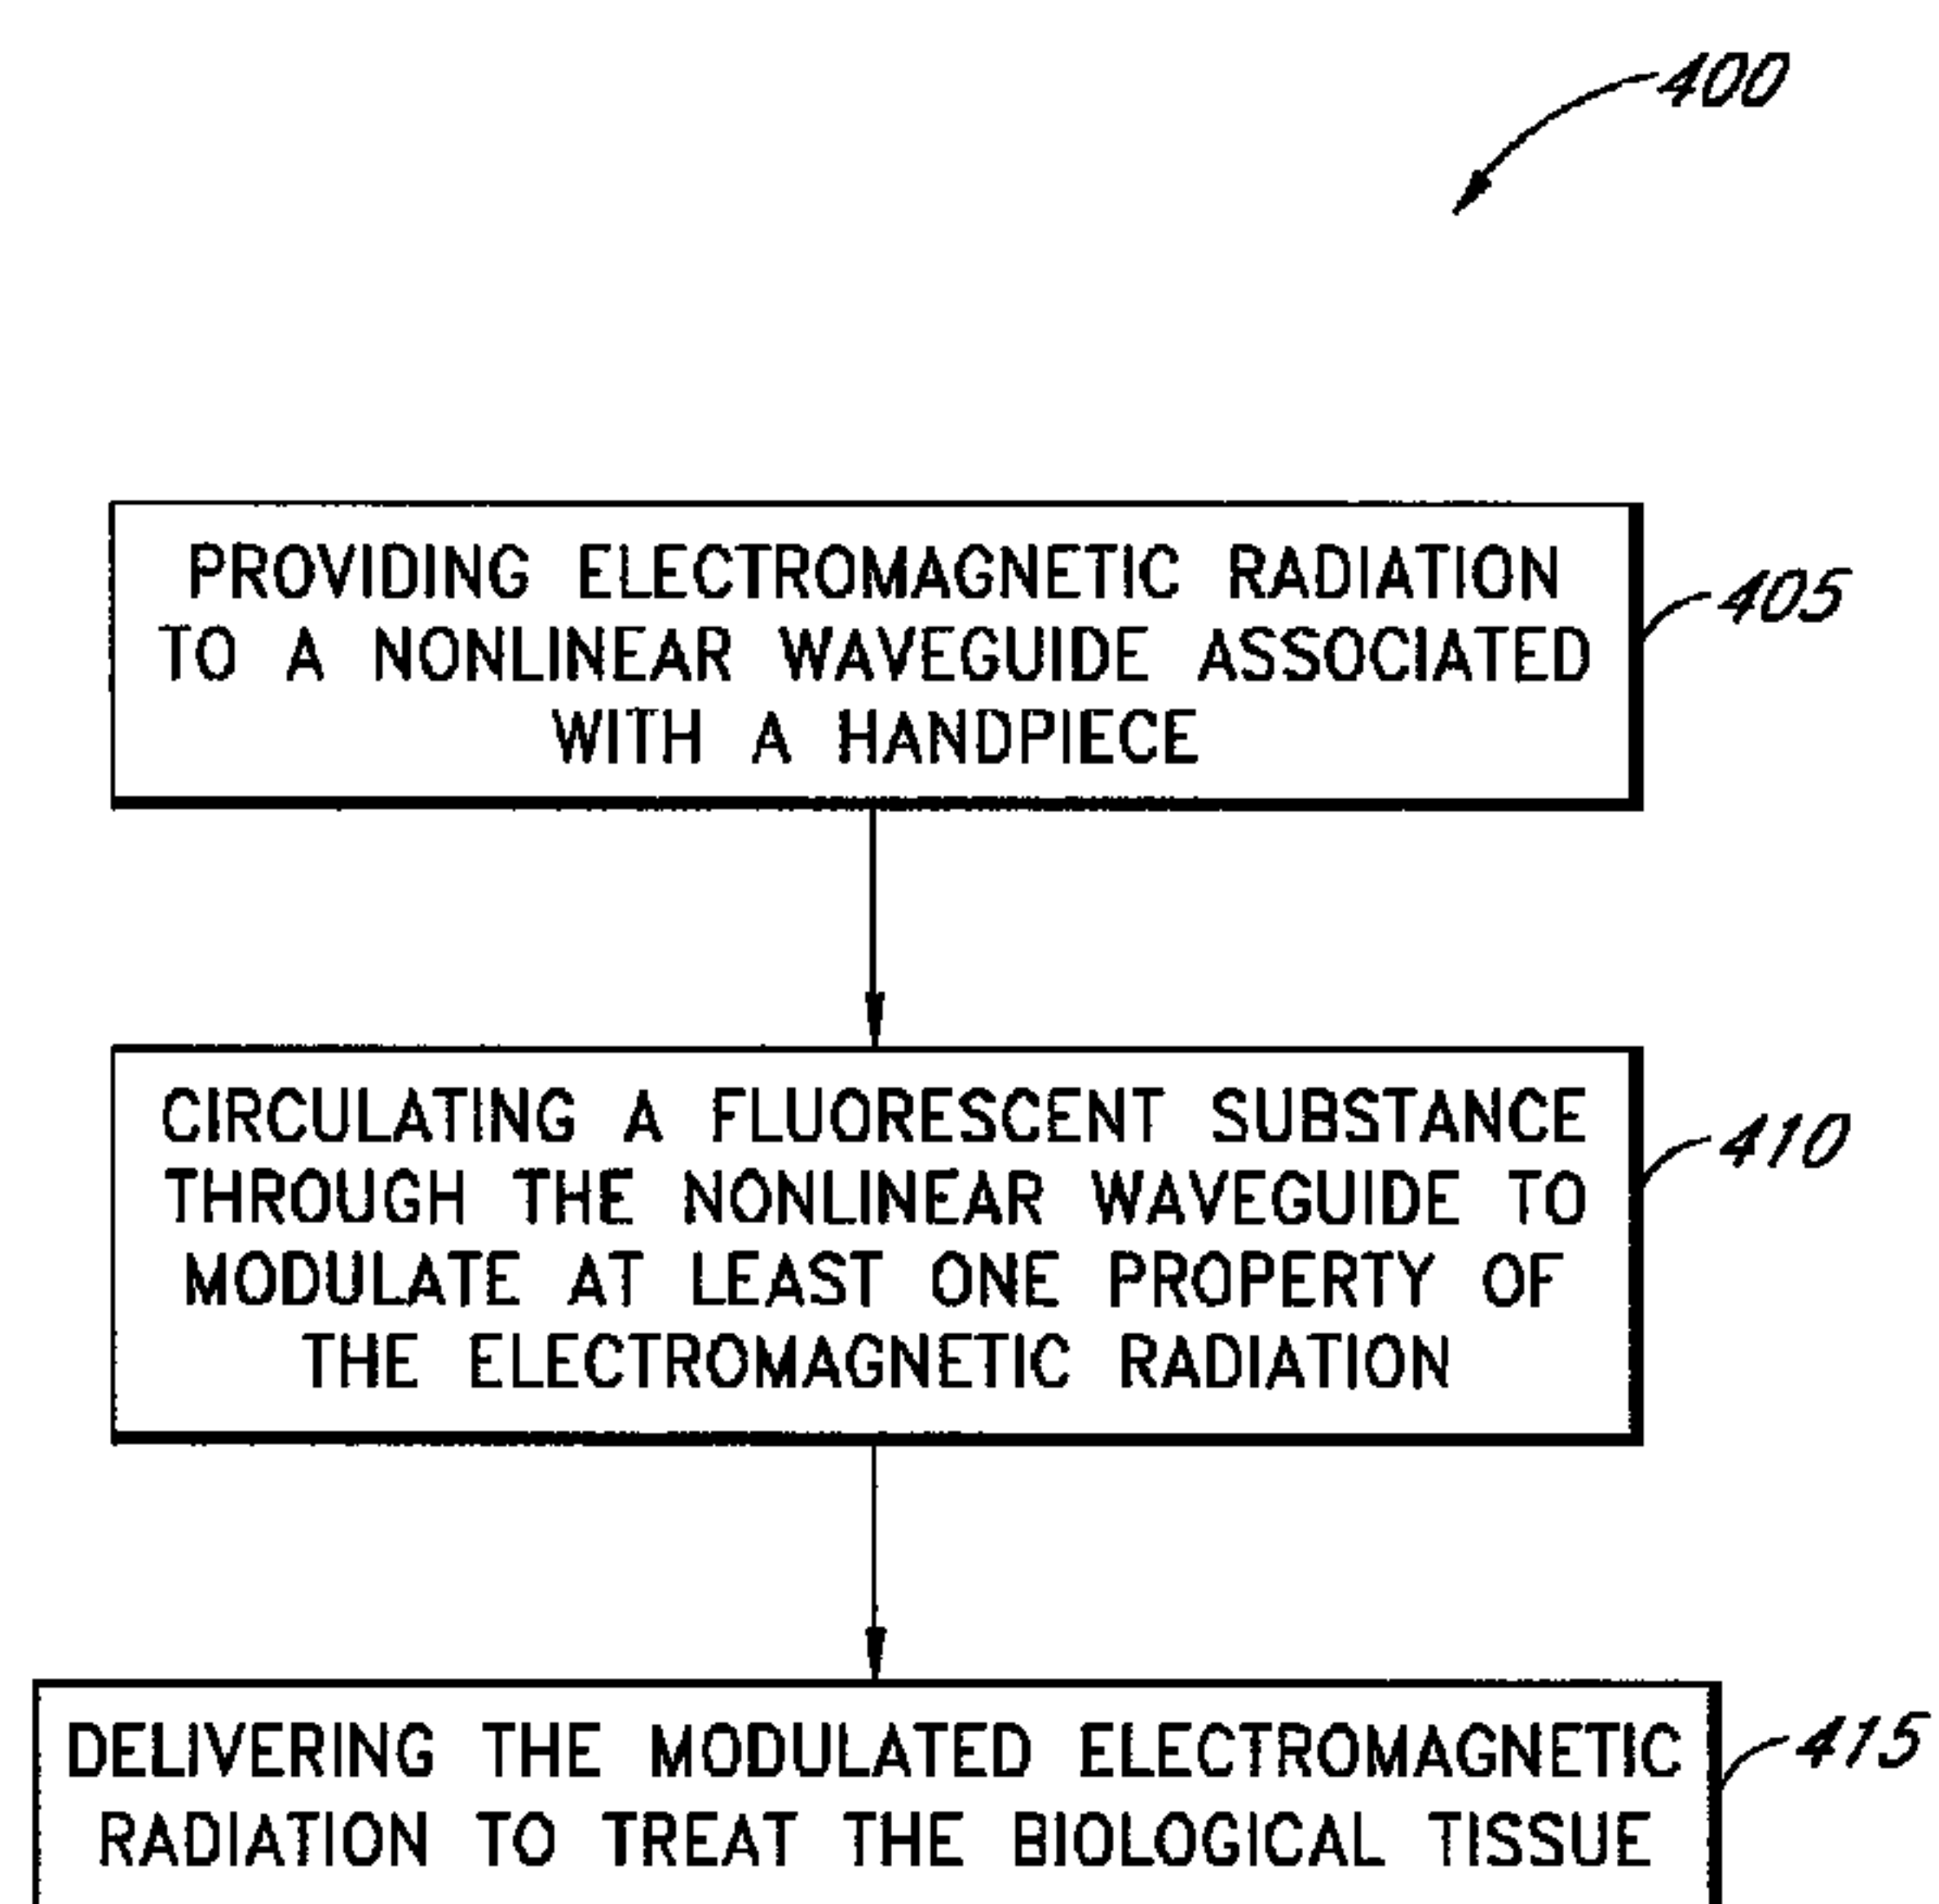 400
PROVIDING ELECTROMAGNETIC RADIATION
TO A NONLINEAR WAVEGUIDE ASSOCIATED
WITH A HANDPIECE
405
CIRCULATING A FLUORESCENT SUBSTANCE
THROUGH THE NONLINEAR WAVEGUIDE TO
MODULATE AT LEAST ONE PROPERTY OF
THE ELECTROMAGNETIC RADIATION
410
DELIVERING THE MODULATED ELECTROMAGNETIC
RADIATION TO TREAT THE BIOLOGICAL TISSUE
415